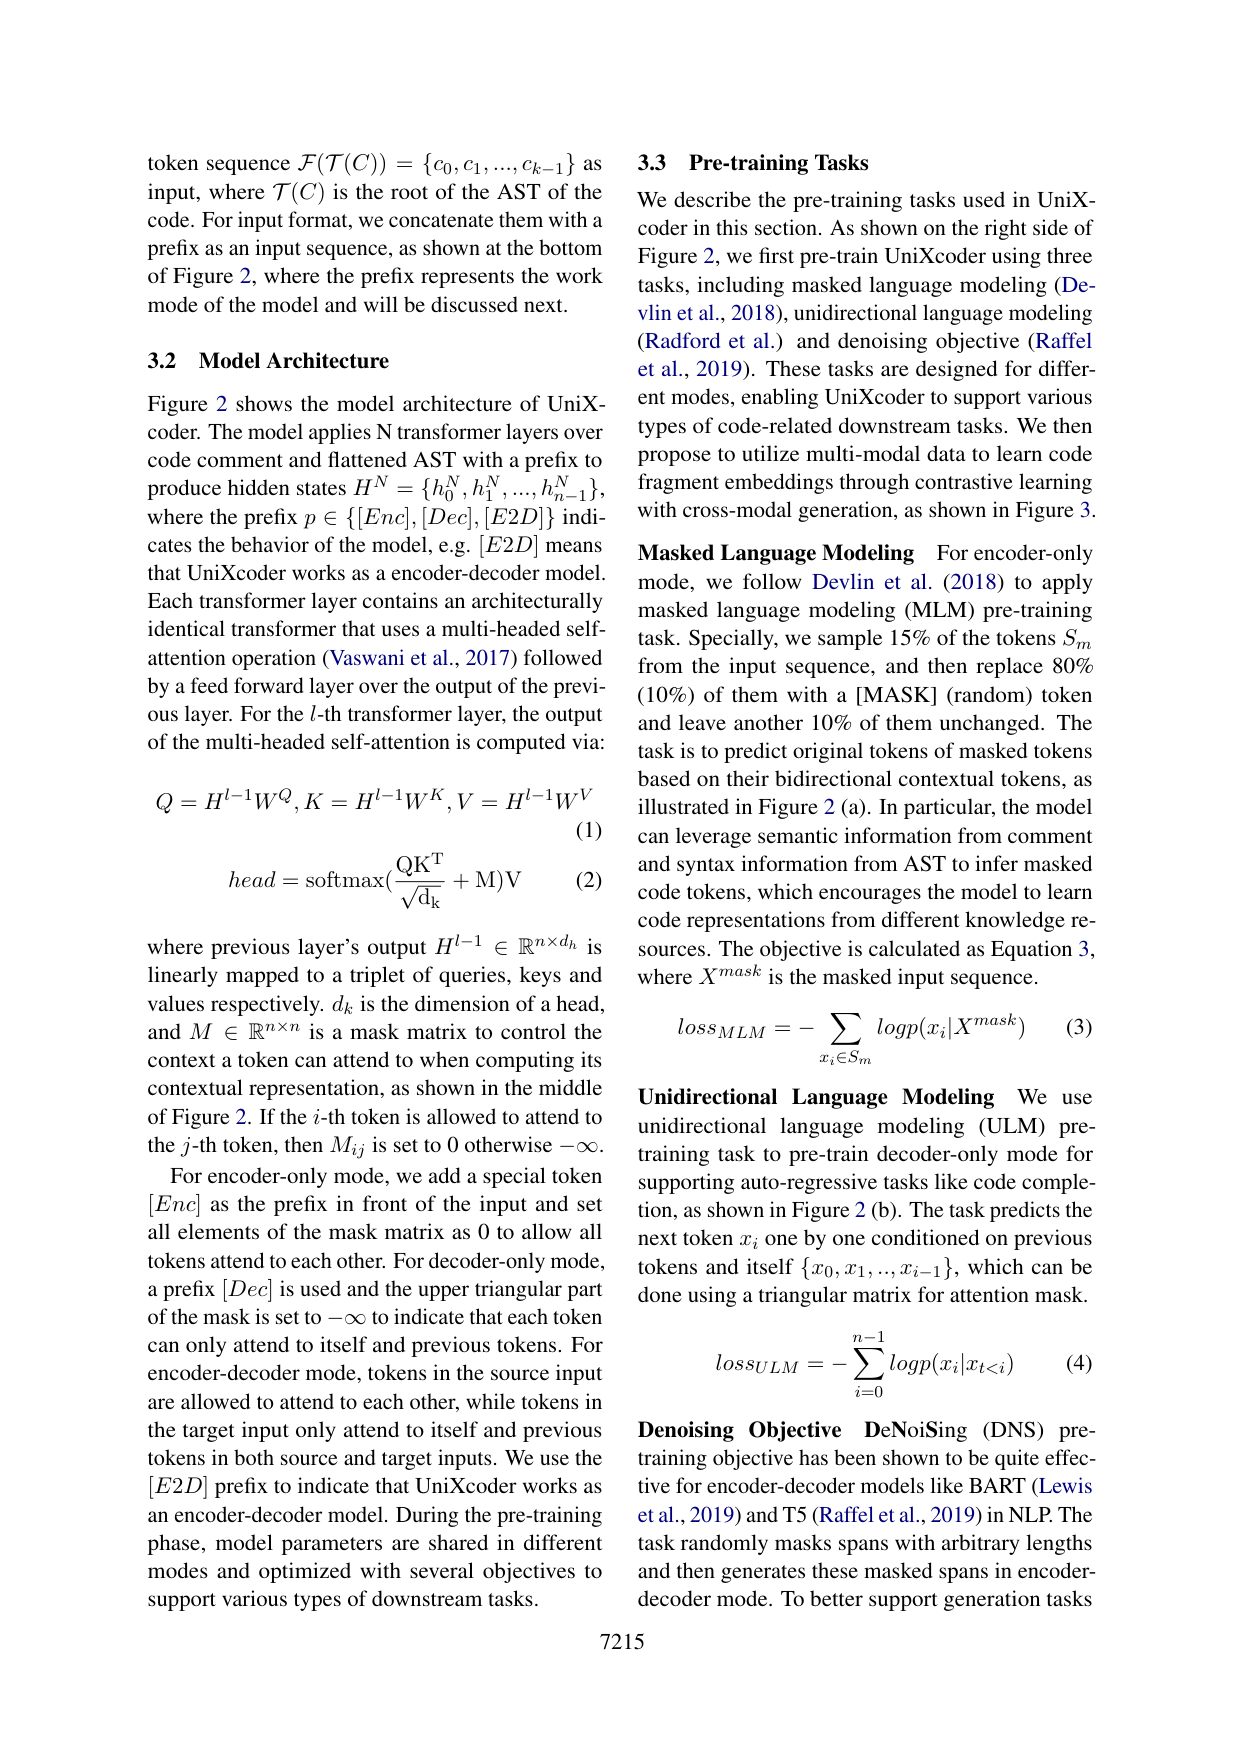 token sequence F(T(C)) = {c0, c1, ..., ck−1} as
input, where T(C) is the root of the AST of the
code. For input format, we concatenate them with a
prefix as an input sequence, as shown at the bottom
of Figure 2, where the prefix represents the work
mode of the model and will be discussed next.
3.2 Model Architecture
Figure 2 shows the model architecture of UniX-
coder. The model applies N transformer layers over
code comment and flattened AST with a prefix to
produce hidden states H^N = {h_0^N, h_1^N, ..., h_{n−1}^N},
where the prefix p ∈ {[Enc], [Dec], [E2D]} indi-
cates the behavior of the model, e.g. [E2D] means
that UniXcoder works as a encoder-decoder model.
Each transformer layer contains an architecturally
identical transformer that uses a multi-headed self-
attention operation (Vaswani et al., 2017) followed
by a feed forward layer over the output of the previ-
ous layer. For the l-th transformer layer, the output
of the multi-headed self-attention is computed via:
Q = H^{l−1}W^Q, K = H^{l−1}W^K, V = H^{l−1}W^V
(1)
head = softmax(QK^T/√d_k + M)V (2)
where previous layer's output H^{l−1} ∈ ℝ^{n×d_h} is
linearly mapped to a triplet of queries, keys and
values respectively. d_k is the dimension of a head,
and M ∈ ℝ^{n×n} is a mask matrix to control the
context a token can attend to when computing its
contextual representation, as shown in the middle
of Figure 2. If the i-th token is allowed to attend to
the j-th token, then M_{ij} is set to 0 otherwise −∞.
For encoder-only mode, we add a special token
[Enc] as the prefix in front of the input and set
all elements of the mask matrix as 0 to allow all
tokens attend to each other. For decoder-only mode,
a prefix [Dec] is used and the upper triangular part
of the mask is set to −∞ to indicate that each token
can only attend to itself and previous tokens. For
encoder-decoder mode, tokens in the source input
are allowed to attend to each other, while tokens in
the target input only attend to itself and previous
tokens in both source and target inputs. We use the
[E2D] prefix to indicate that UniXcoder works as
an encoder-decoder model. During the pre-training
phase, model parameters are shared in different
modes and optimized with several objectives to
support various types of downstream tasks.
3.3 Pre-training Tasks
We describe the pre-training tasks used in UniX-
coder in this section. As shown on the right side of
Figure 2, we first pre-train UniXcoder using three
tasks, including masked language modeling (De-
vlin et al., 2018), unidirectional language modeling
(Radford et al.) and denoising objective (Raffel
et al., 2019). These tasks are designed for differ-
ent modes, enabling UniXcoder to support various
types of code-related downstream tasks. We then
propose to utilize multi-modal data to learn code
fragment embeddings through contrastive learning
with cross-modal generation, as shown in Figure 3.
Masked Language Modeling For encoder-only
mode, we follow Devlin et al. (2018) to apply
masked language modeling (MLM) pre-training
task. Specially, we sample 15% of the tokens S_m
from the input sequence, and then replace 80%
(10%) of them with a [MASK] (random) token
and leave another 10% of them unchanged. The
task is to predict original tokens of masked tokens
based on their bidirectional contextual tokens, as
illustrated in Figure 2 (a). In particular, the model
can leverage semantic information from comment
and syntax information from AST to infer masked
code tokens, which encourages the model to learn
code representations from different knowledge re-
sources. The objective is calculated as Equation 3,
where X^{mask} is the masked input sequence.
loss_{MLM} = − ∑_{x_i∈S_m} logp(x_i|X^{mask}) (3)
Unidirectional Language Modeling We use
unidirectional language modeling (ULM) pre-
training task to pre-train decoder-only mode for
supporting auto-regressive tasks like code comple-
tion, as shown in Figure 2 (b). The task predicts the
next token x_i one by one conditioned on previous
tokens and itself {x0, x1, .., x_{i−1}}, which can be
done using a triangular matrix for attention mask.
loss_{ULM} = − ∑_{i=0}^{n−1} logp(x_i|x_{t<i}) (4)
Denoising Objective DeNoiSing (DNS) pre-
training objective has been shown to be quite effec-
tive for encoder-decoder models like BART (Lewis
et al., 2019) and T5 (Raffel et al., 2019) in NLP. The
task randomly masks spans with arbitrary lengths
and then generates these masked spans in encoder-
decoder mode. To better support generation tasks
7215